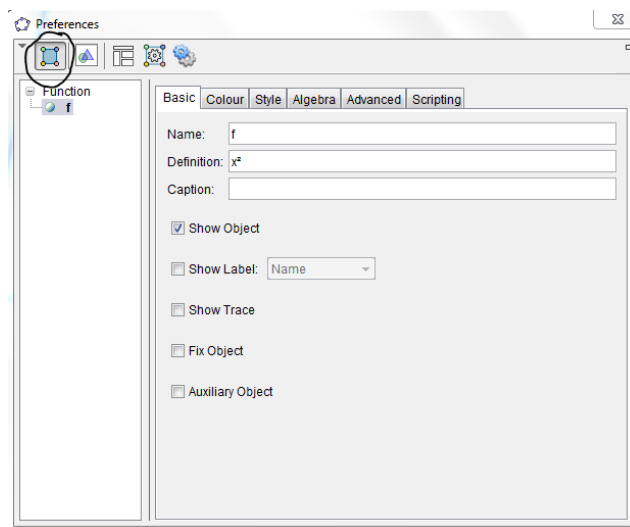 Preferences
Function
f
Basic Colour Style Algebra Advanced Scripting
Name: f
Definition: x²
Caption:
Show Object
Show Label: Name
Show Trace
Fix Object
Auxiliary Object